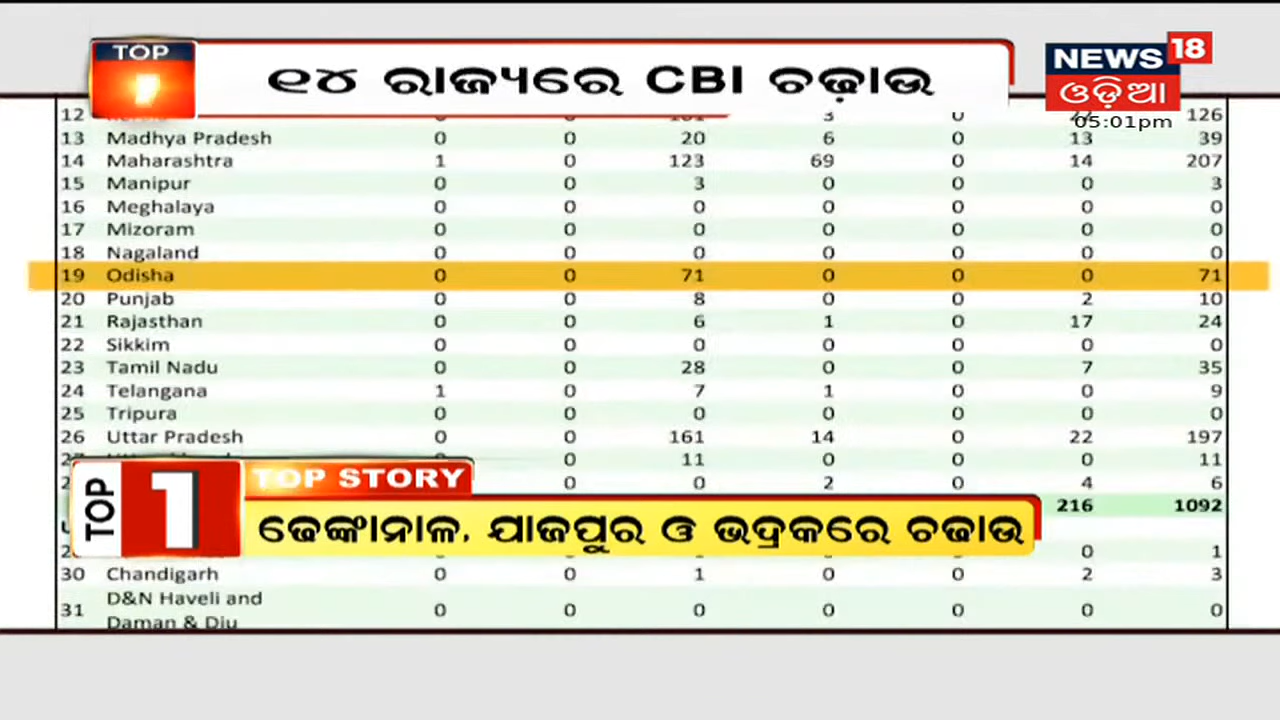 TOP
1
୧୪ ରାଜ୍ୟରେ CBI ଚଢ଼ାଉ
NEWS 18
ଓଡ଼ିଆ
05:01pm
12 0 0 3 0 126
13 Madhya Pradesh 0 0 20 6 0 13 39
14 Maharashtra 1 0 123 69 0 14 207
15 Manipur 0 0 3 0 0 0 3
16 Meghalaya 0 0 0 0 0 0 0
17 Mizoram 0 0 0 0 0 0 0
18 Nagaland 0 0 0 0 0 0 0
19 Odisha 0 0 71 0 0 0 71
20 Punjab 0 0 8 0 0 2 10
21 Rajasthan 0 0 6 1 0 17 24
22 Sikkim 0 0 0 0 0 0 0
23 Tamil Nadu 0 0 28 0 0 7 35
24 Telangana 1 0 7 1 0 0 9
25 Tripura 0 0 0 0 0 0 0
26 Uttar Pradesh 0 0 161 14 0 22 197
0 11 0 0 0 11
0 0 2 0 4 6
216 1092
TOP 1
TOP STORY
ଢେଙ୍କାନାଳ, ଯାଜପୁର ଓ ଭଦ୍ରକରେ ଚଢାଉ
0 1
30 Chandigarh 0 0 1 0 0 2 3
31 D&N Haveli and 0 0 0 0 0 0 0
Daman & Diu